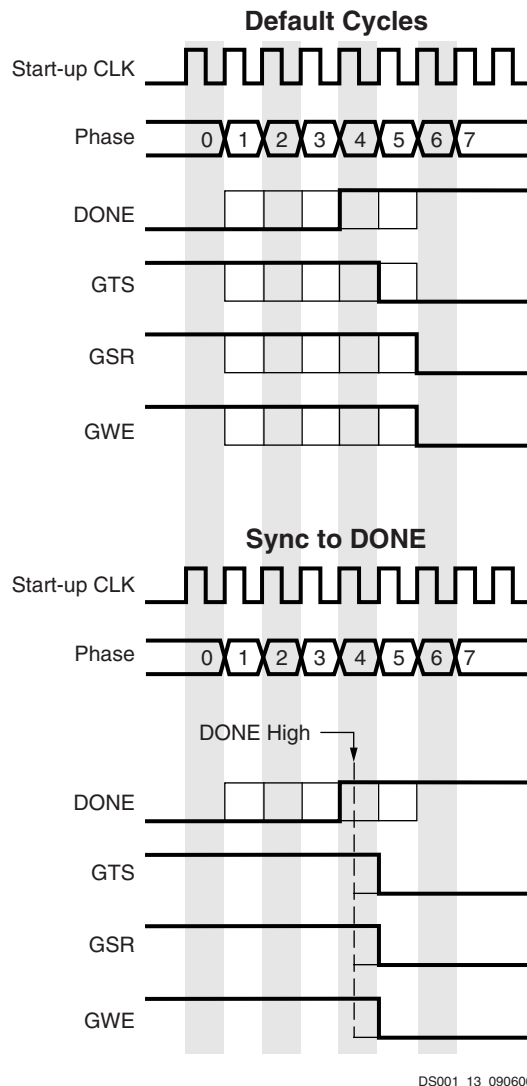 Default Cycles
Start-up CLK
Phase
0 1 2 3 4 5 6 7
DONE
GTS
GSR
GWE
Sync to DONE
Start-up CLK
Phase
0 1 2 3 4 5 6 7
DONE High
DONE
GTS
GSR
GWE